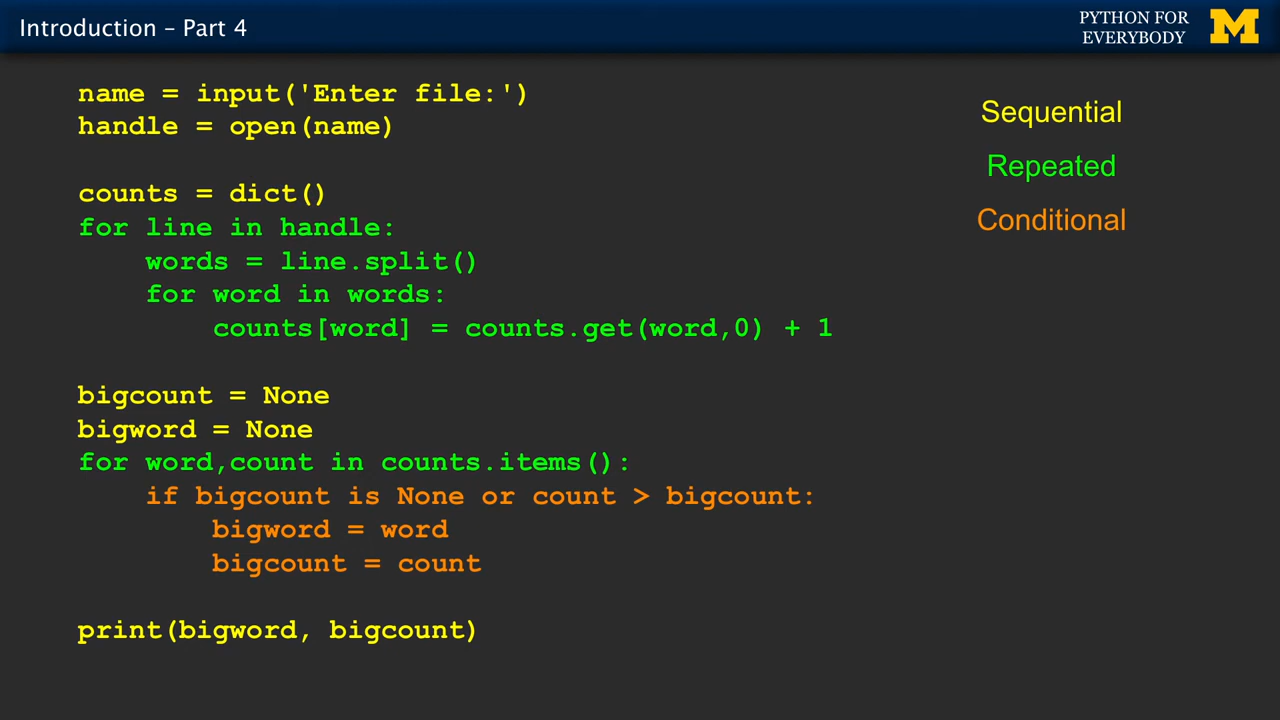 Introduction – Part 4
PYTHON FOR
EVERYBODY
M
name = input('Enter file:')
handle = open(name)
counts = dict()
for line in handle:
    words = line.split()
    for word in words:
        counts[word] = counts.get(word,0) + 1
bigcount = None
bigword = None
for word,count in counts.items():
    if bigcount is None or count > bigcount:
        bigword = word
        bigcount = count
print(bigword, bigcount)
Sequential
Repeated
Conditional